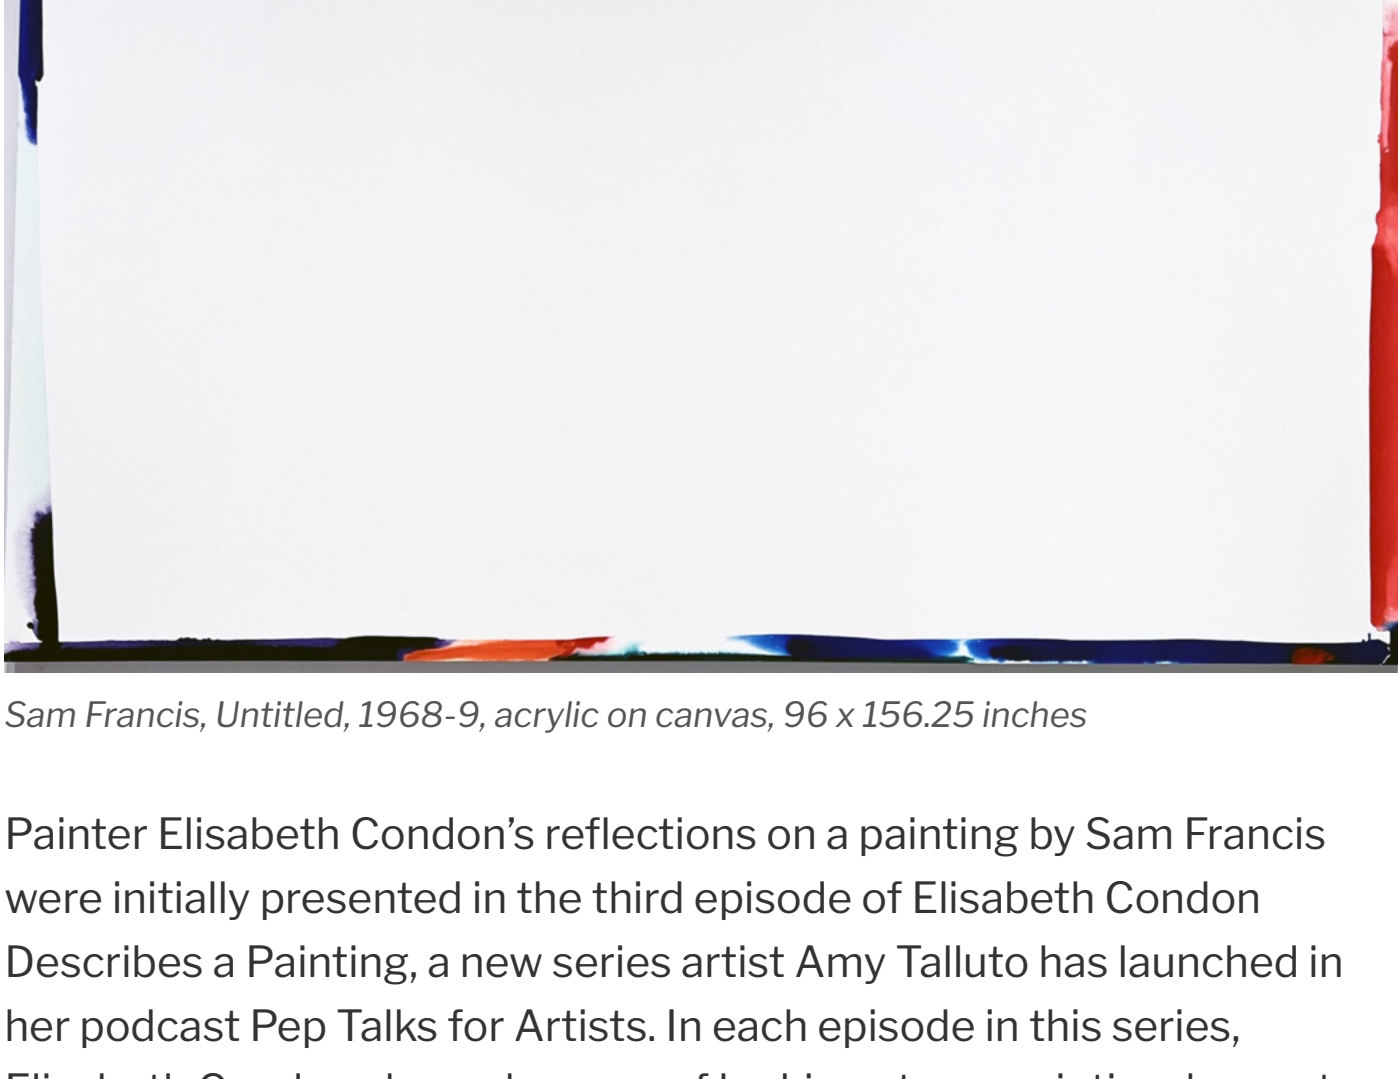 Sam Francis, Untitled, 1968-9, acrylic on canvas, 96 x 156.25 inches
Painter Elisabeth Condon’s reflections on a painting by Sam Francis
were initially presented in the third episode of Elisabeth Condon
Describes a Painting, a new series artist Amy Talluto has launched in
her podcast Pep Talks for Artists. In each episode in this series,